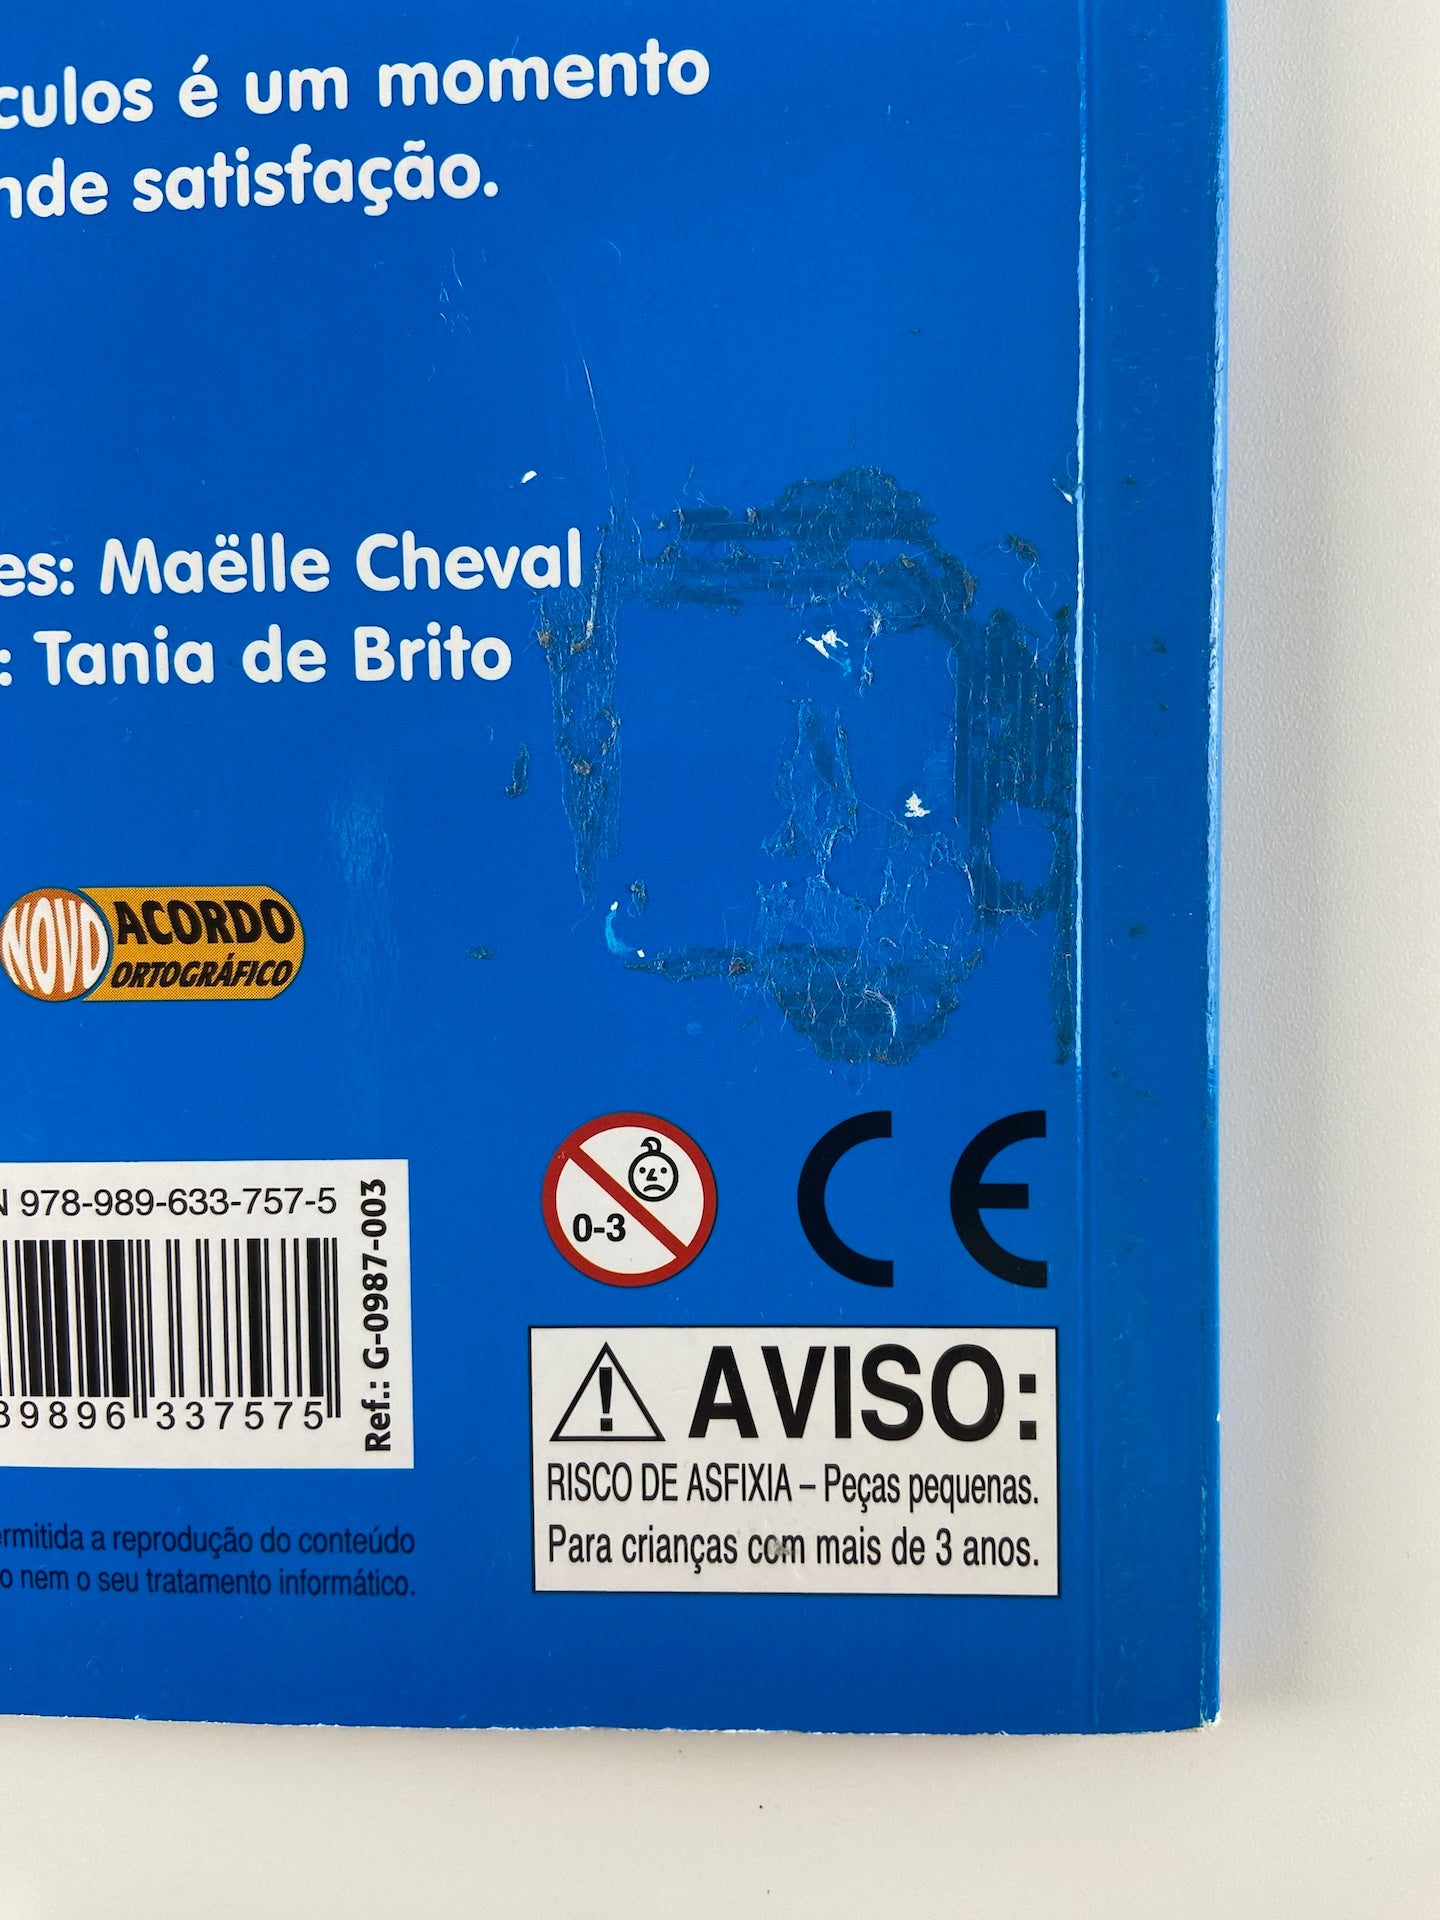 culos é um momento
nde satisfação.
es: Maëlle Cheval
: Tania de Brito
NOVO ACORDO
ORTOGRÁFICO
N 978-989-633-757-5
89896 337575
Ref.: G-0987-003
0-3
CE
AVISO:
RISCO DE ASFIXIA – Peças pequenas.
Para crianças com mais de 3 anos.
ermitida a reprodução do conteúdo
o nem o seu tratamento informático.